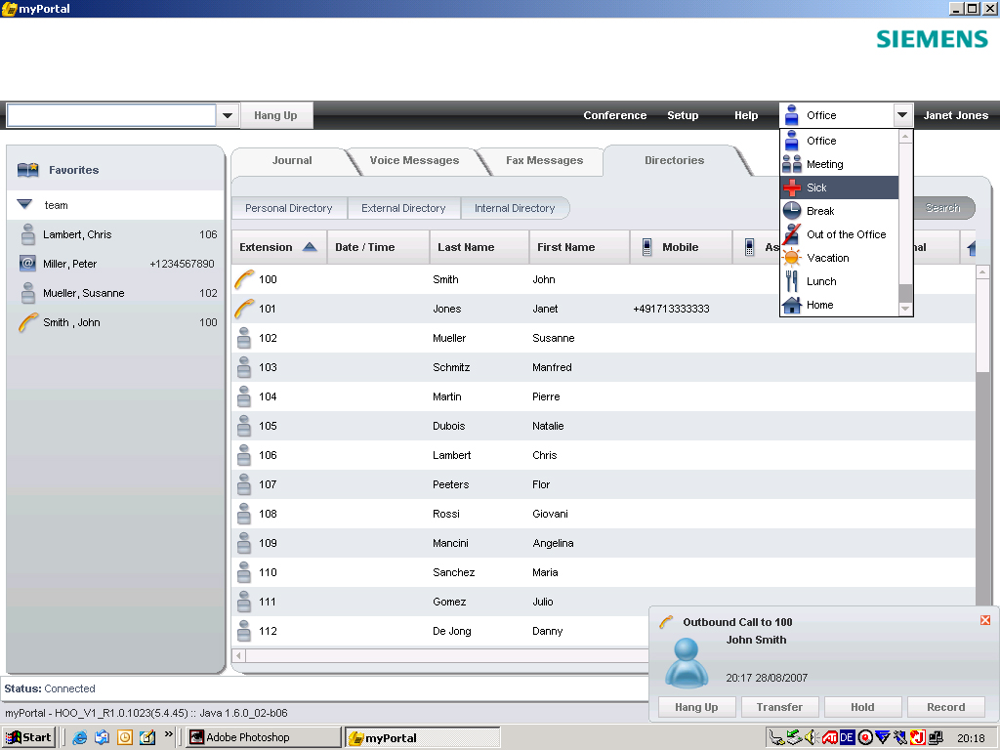 myPortal
SIEMENS
Hang Up
Conference
Setup
Help
Office
Janet Jones
Favorites
team
Lambert, Chris 106
Miller, Peter +1234567890
Mueller, Susanne 102
Smith , John 100
Journal
Voice Messages
Fax Messages
Directories
Personal Directory
External Directory
Internal Directory
Search
Office
Meeting
Sick
Break
Out of the Office
Vacation
Lunch
Home
Extension Date / Time Last Name First Name Mobile As nal
100 Smith John
101 Jones Janet +491713333333
102 Mueller Susanne
103 Schmitz Manfred
104 Martin Pierre
105 Dubois Natalie
106 Lambert Chris
107 Peeters Flor
108 Rossi Giovani
109 Mancini Angelina
110 Sanchez Maria
111 Gomez Julio
112 De Jong Danny
Outbound Call to 100
John Smith
20:17 28/08/2007
Hang Up Transfer Hold Record
Status: Connected
myPortal - HOO_V1_R1.0.1023(5.4.45) :: Java 1.6.0_02-b06
Start
Adobe Photoshop
myPortal
DE
20:18